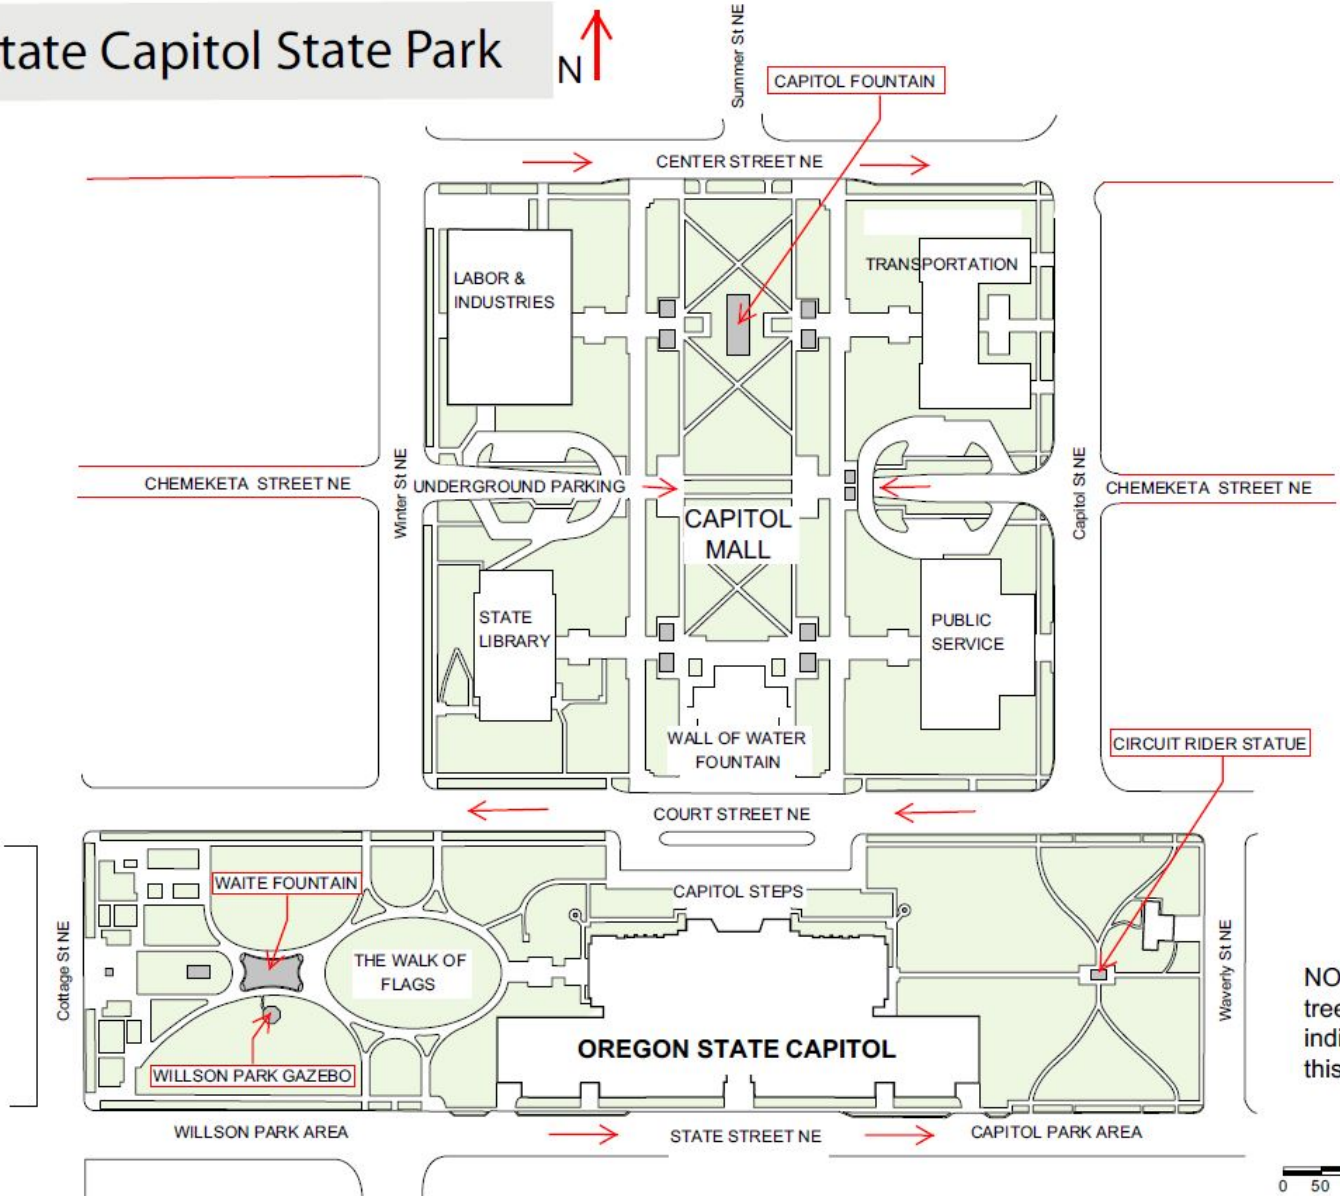 tate Capitol State Park
N
Summer St NE
CAPITOL FOUNTAIN
CENTER STREET NE
LABOR &
INDUSTRIES
TRANSPORTATION
Winter St NE
Capitol St NE
CHEMEKETA STREET NE
UNDERGROUND PARKING
CHEMEKETA STREET NE
CAPITOL
MALL
STATE
LIBRARY
PUBLIC
SERVICE
WALL OF WATER
FOUNTAIN
CIRCUIT RIDER STATUE
COURT STREET NE
WAITE FOUNTAIN
CAPITOL STEPS
Cottage St NE
THE WALK OF
FLAGS
Waverly St NE
NO
tree
indi
this
OREGON STATE CAPITOL
WILLSON PARK GAZEBO
WILLSON PARK AREA
STATE STREET NE
CAPITOL PARK AREA
0 50